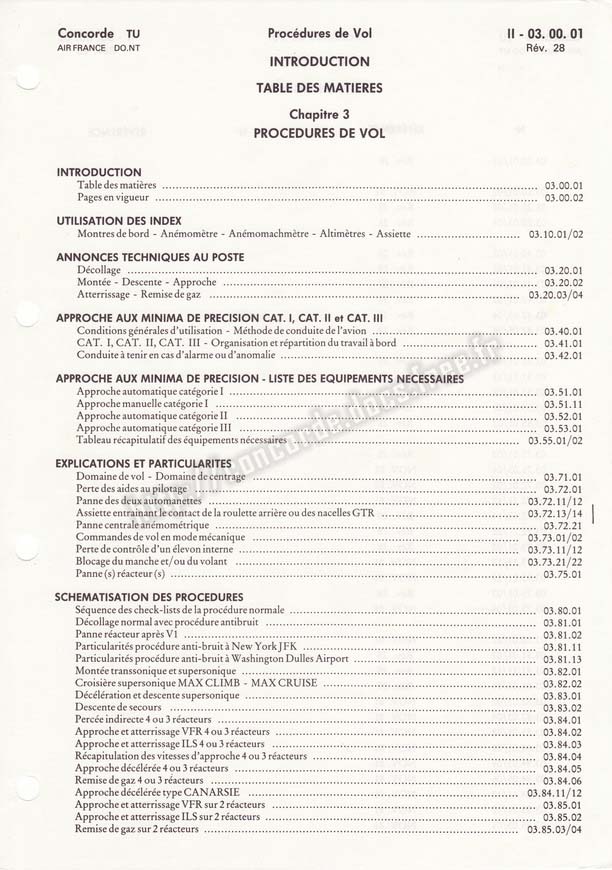 Concorde TU Procédures de Vol II - 03. 00. 01
AIR FRANCE DO.NT Rév. 28
INTRODUCTION
TABLE DES MATIERES
Chapitre 3
PROCEDURES DE VOL
INTRODUCTION
Table des matières 03.00.01
Pages en vigueur 03.00.02
UTILISATION DES INDEX
Montres de bord - Anémomètre - Anémomachmètre - Altimètres - Assiette 03.10.01/02
ANNONCES TECHNIQUES AU POSTE
Décollage 03.20.01
Montée - Descente - Approche 03.20.02
Atterrissage - Remise de gaz 03.20.03/04
APPROCHE AUX MINIMA DE PRECISION CAT. I, CAT. II et CAT. III
Conditions générales d'utilisation - Méthode de conduite de l'avion 03.40.01
CAT. I, CAT. II, CAT. III - Organisation et répartition du travail à bord 03.41.01
Conduite à tenir en cas d'alarme ou d'anomalie 03.42.01
APPROCHE AUX MINIMA DE PRECISION - LISTE DES EQUIPEMENTS NECESSAIRES
Approche automatique catégorie I 03.51.01
Approche manuelle catégorie I 03.51.11
Approche automatique catégorie II 03.52.01
Approche automatique catégorie III 03.53.01
Tableau récapitulatif des équipements nécessaires 03.55.01/02
EXPLICATIONS ET PARTICULARITES
Domaine de vol - Domaine de centrage 03.71.01
Perte des aides au pilotage 03.72.01
Panne des deux automanettes 03.72.11/12
Assiette entrainant le contact de la roulette arrière ou des nacelles GTR 03.72.13/14
Panne centrale anémométrique 03.72.21
Commandes de vol en mode mécanique 03.73.01/02
Perte de contrôle d'un élevon interne 03.73.11/12
Blocage du manche et/ou du volant 03.73.21/22
Panne(s) réacteur(s) 03.75.01
SCHEMATISATION DES PROCEDURES
Séquence des check-lists de la procédure normale 03.80.01
Décollage normal avec procédure antibruit 03.81.01
Panne réacteur après V1 03.81.02
Particularités procédure anti-bruit à New York JFK 03.81.11
Particularités procédure anti-bruit à Washington Dulles Airport 03.81.13
Montée transsonique et supersonique 03.82.01
Croisière supersonique MAX CLIMB - MAX CRUISE 03.82.02
Décélération et descente supersonique 03.83.01
Descente de secours 03.83.02
Percée indirecte 4 ou 3 réacteurs 03.84.01
Approche et atterrissage VFR 4 ou 3 réacteurs 03.84.02
Approche et atterrissage ILS 4 ou 3 réacteurs 03.84.03
Récapitulation des vitesses d'approche 4 ou 3 réacteurs 03.84.04
Approche décélérée 4 ou 3 réacteurs 03.84.05
Remise de gaz 4 ou 3 réacteurs 03.84.06
Approche décélérée type CANARSIE 03.84.11/12
Approche et atterrissage VFR sur 2 réacteurs 03.85.01
Approche et atterrissage ILS sur 2 réacteurs 03.85.02
Remise de gaz sur 2 réacteurs 03.85.03/04
http://concorde.docs.free.fr